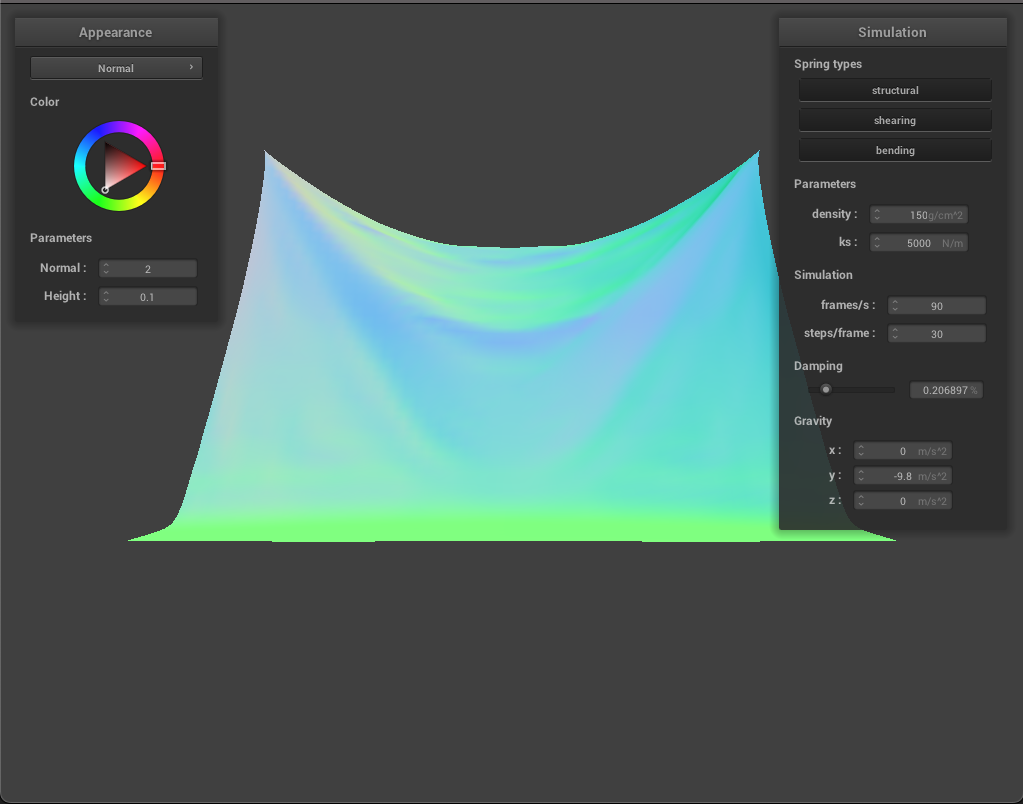 Appearance
Normal
Color
Parameters
Normal : 2
Height : 0.1
Simulation
Spring types
structural
shearing
bending
Parameters
density : 150g/cm^2
ks : 5000 N/m
Simulation
frames/s : 90
steps/frame : 30
Damping
0.206897 %
Gravity
x : 0 m/s^2
y : -9.8 m/s^2
z : 0 m/s^2